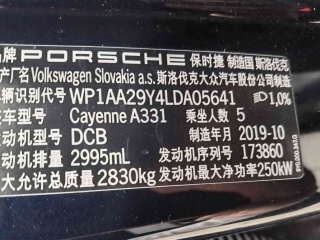 品牌 PORSCHE 保时捷 制造国 斯洛伐克
产厂名 Volkswagen Slovakia a.s. 斯洛伐克大众汽车股份公司制造
辆识别代号 WP1AA29Y4LDA05641 1,0%
车型号 Cayenne A331 乘坐人数 5
动机型号 DCB 制造年月 2019-10
动机排量 2995mL 发动机序列号 173860
大允许总质量 2830kg 发动机最大净功率 250kW